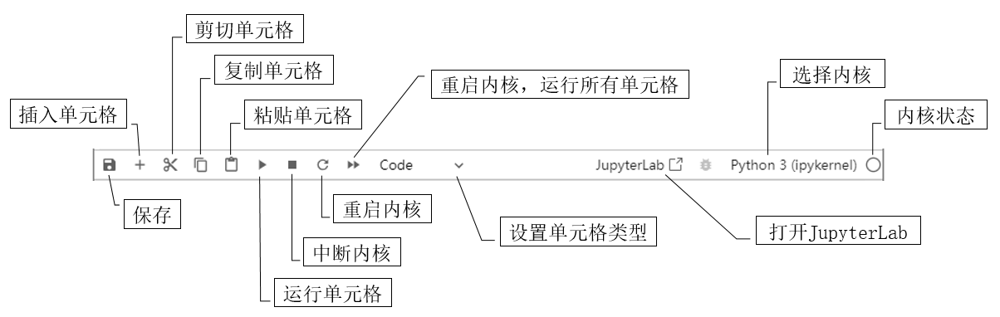 剪切单元格
复制单元格
重启内核，运行所有单元格
选择内核
插入单元格
粘贴单元格
内核状态
Code
JupyterLab
Python 3 (ipykernel)
保存
重启内核
设置单元格类型
打开JupyterLab
中断内核
运行单元格